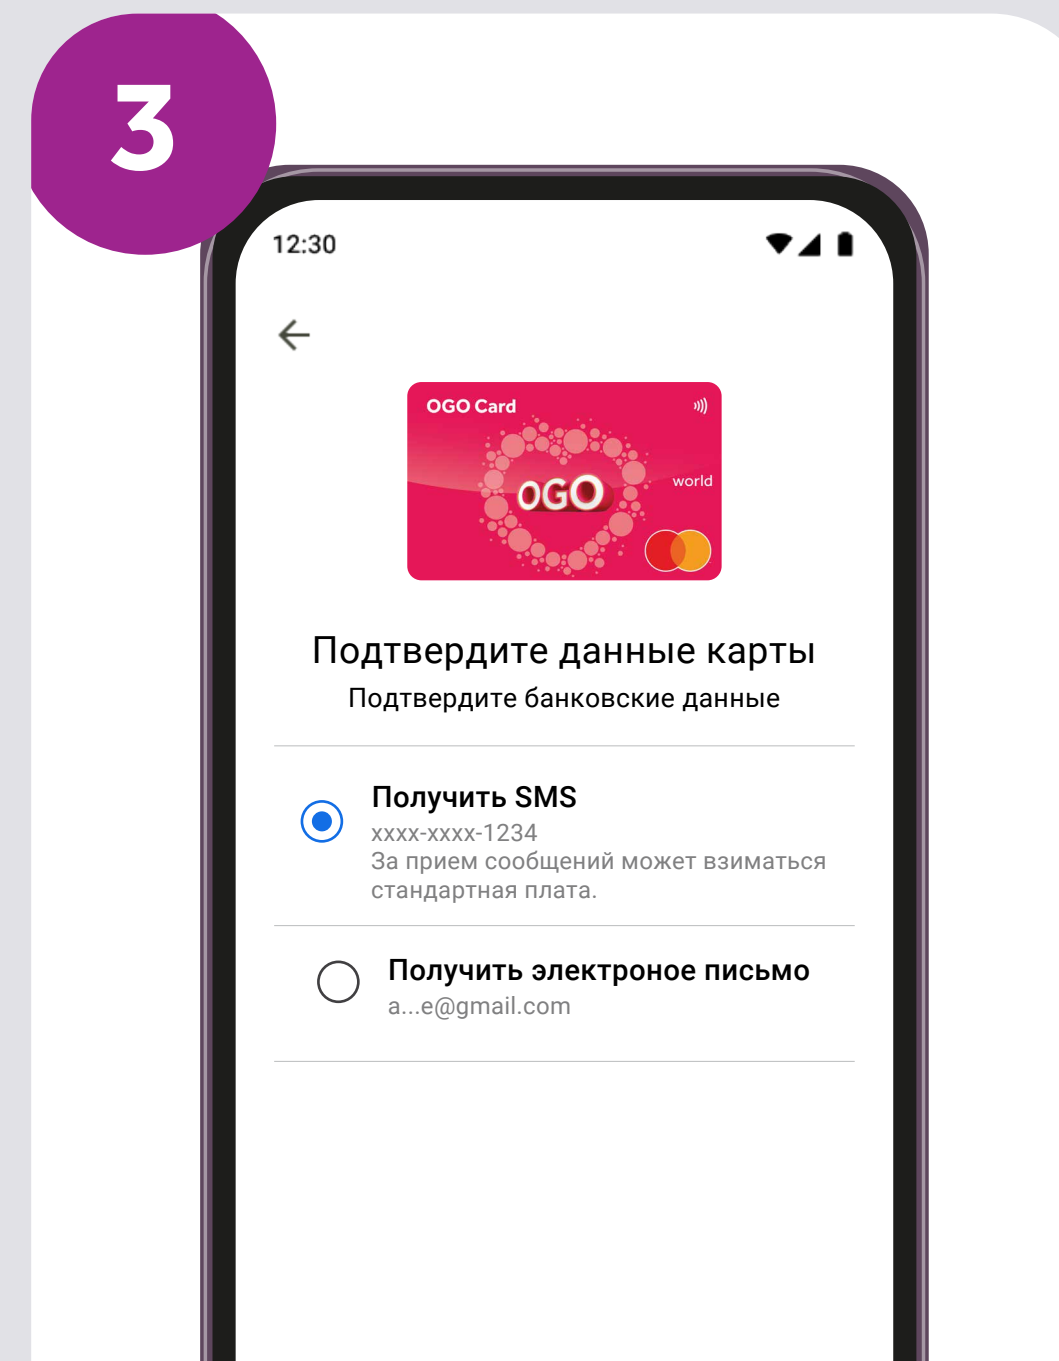 3
12:30
OGO Card
OGO
world
Подтвердите данные карты
Подтвердите банковские данные
Получить SMS
xxxx-xxxx-1234
За прием сообщений может взиматься
стандартная плата.
Получить электроное письмо
a...e@gmail.com